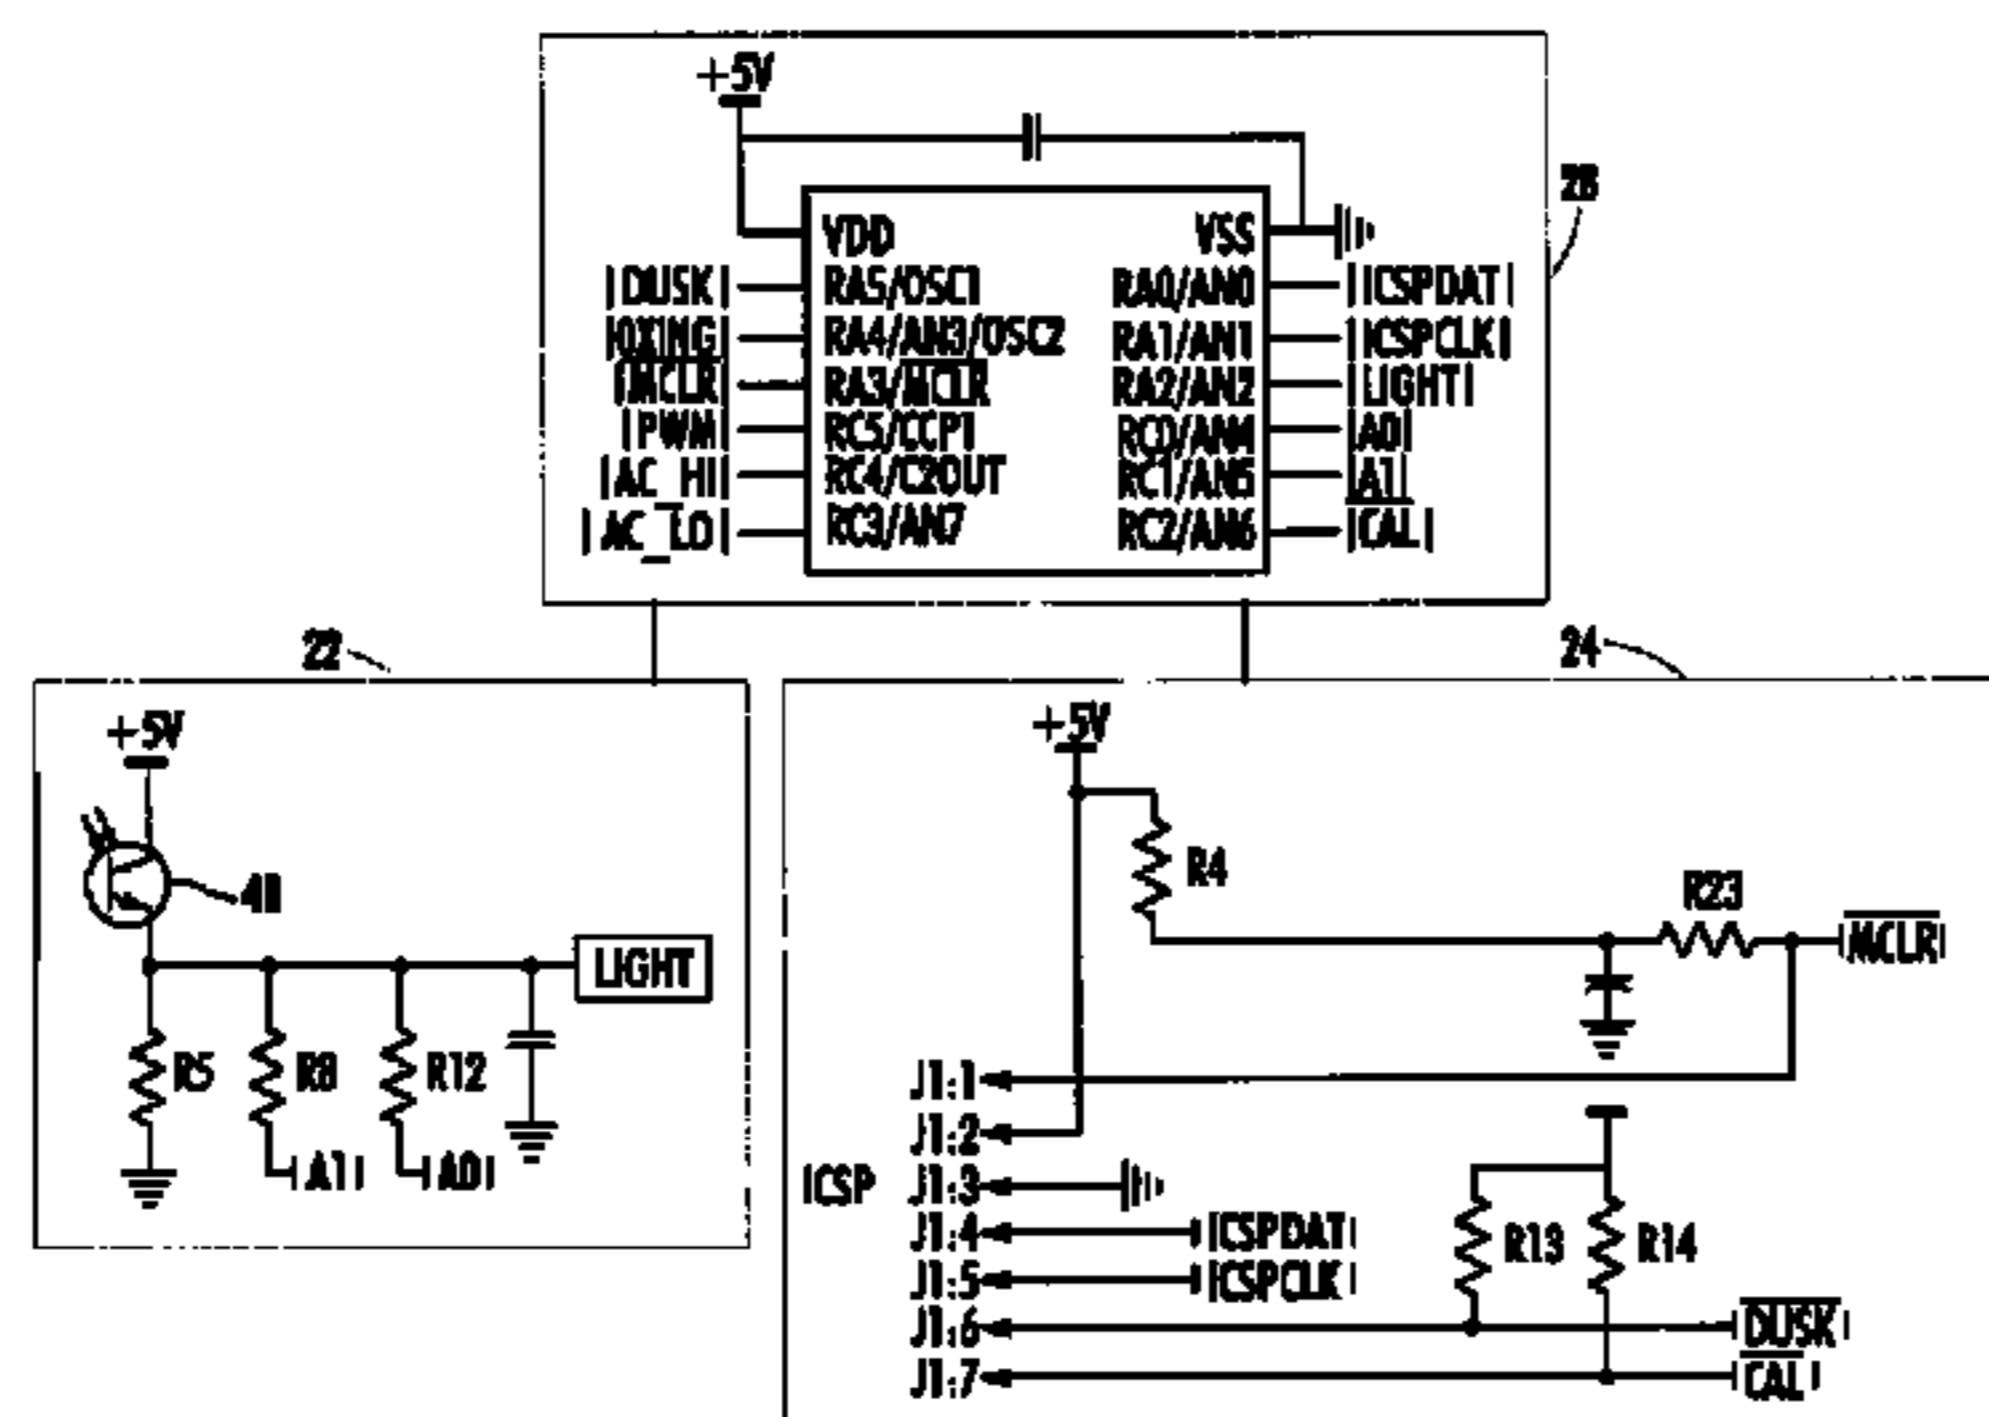 +5V
VDD VSS
DUSK RA5/OSC1 RA0/AN0 ICSPDAT
0XING RA4/AN3/OSC2 RA1/AN1 ICSPCLK
MCLR RA3/MCLR RA2/AN2 LIGHT
PWM RC5/CCP1 RC0/AN4 A0
AC_HI RC4/C2OUT RC1/AN5 A1
AC_LO RC3/AN7 RC2/AN6 CAL
22
24
+5V
LIGHT
R5 R8 R12
A1 A0
+5V
R4
R23
MCLR
J1:1
J1:2
ICSP J1:3
J1:4 ICSPDAT
J1:5 ICSPCLK
R13 R14
J1:6 DUSK
J1:7 CAL